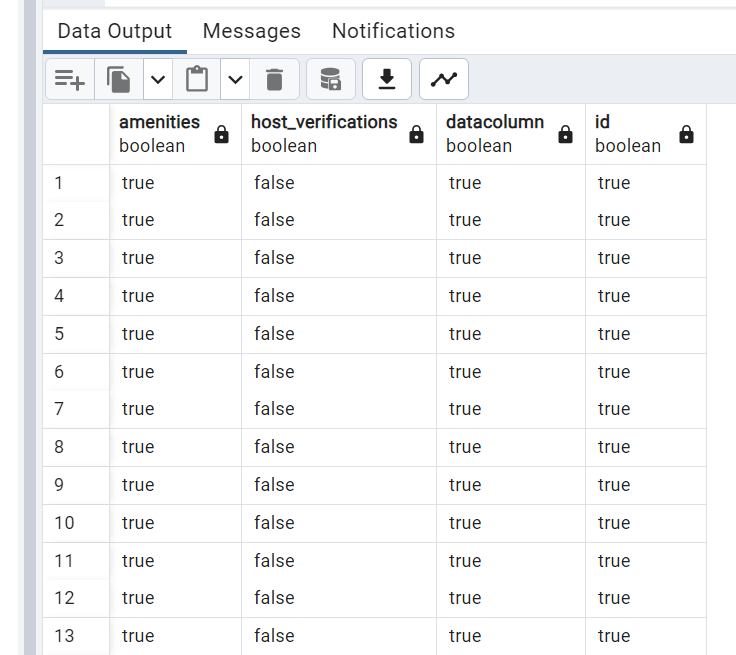 Data Output Messages Notifications
amenities host_verifications datacolumn id
boolean boolean boolean boolean
1 true false true true
2 true false true true
3 true false true true
4 true false true true
5 true false true true
6 true false true true
7 true false true true
8 true false true true
9 true false true true
10 true false true true
11 true false true true
12 true false true true
13 true false true true